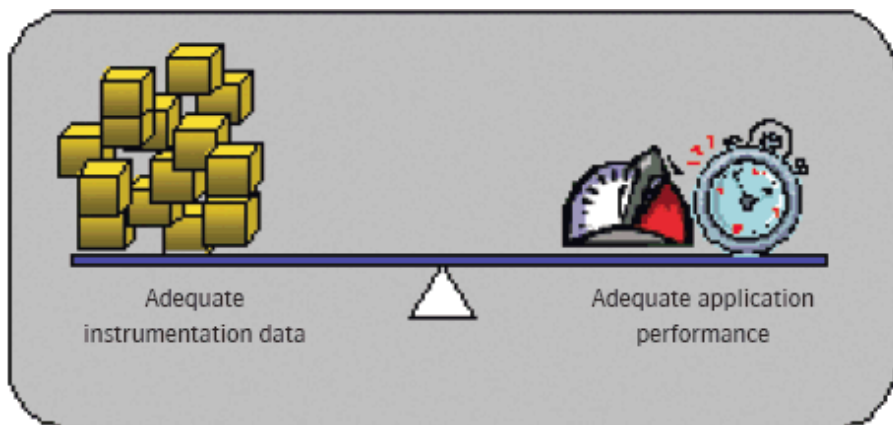 Adequate
instrumentation data
Adequate application
performance